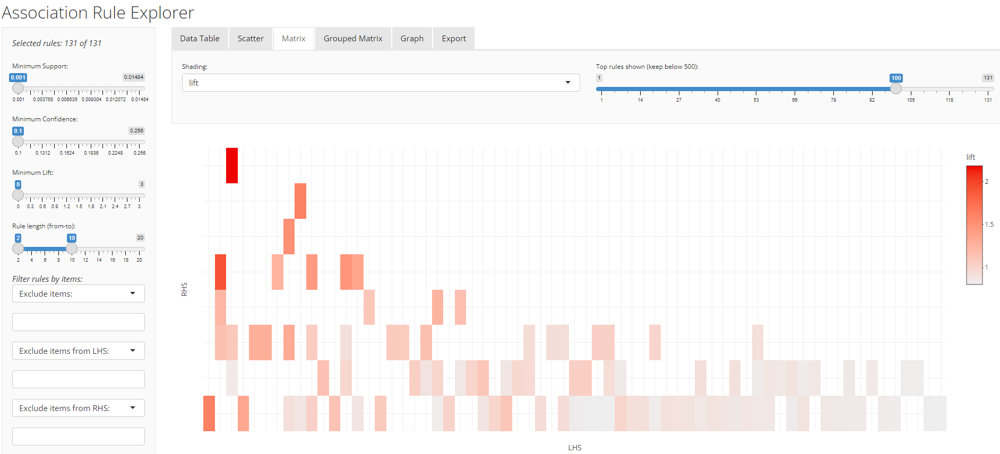 Association Rule Explorer
Selected rules: 131 of 131
Minimum Support:
0.001 0.01484
0.001 0.003768 0.006536 0.009304 0.012072 0.01484
Minimum Confidence:
0.1 0.256
0.1 0.1312 0.1624 0.1936 0.2248 0.256
Minimum Lift:
0 3
0 0.3 0.6 0.9 1.2 1.5 1.8 2.1 2.4 2.7 3
Rule length (from-to):
2 10 20
2 4 6 8 10 12 14 16 18 20
Filter rules by items:
Exclude items:
Exclude items from LHS:
Exclude items from RHS:
Data Table Scatter Matrix Grouped Matrix Graph Export
Shading:
lift
Top rules shown (keep below 500):
1 100 131
1 14 27 40 53 66 79 92 105 118 131
RHS
LHS
lift
2
1.5
1